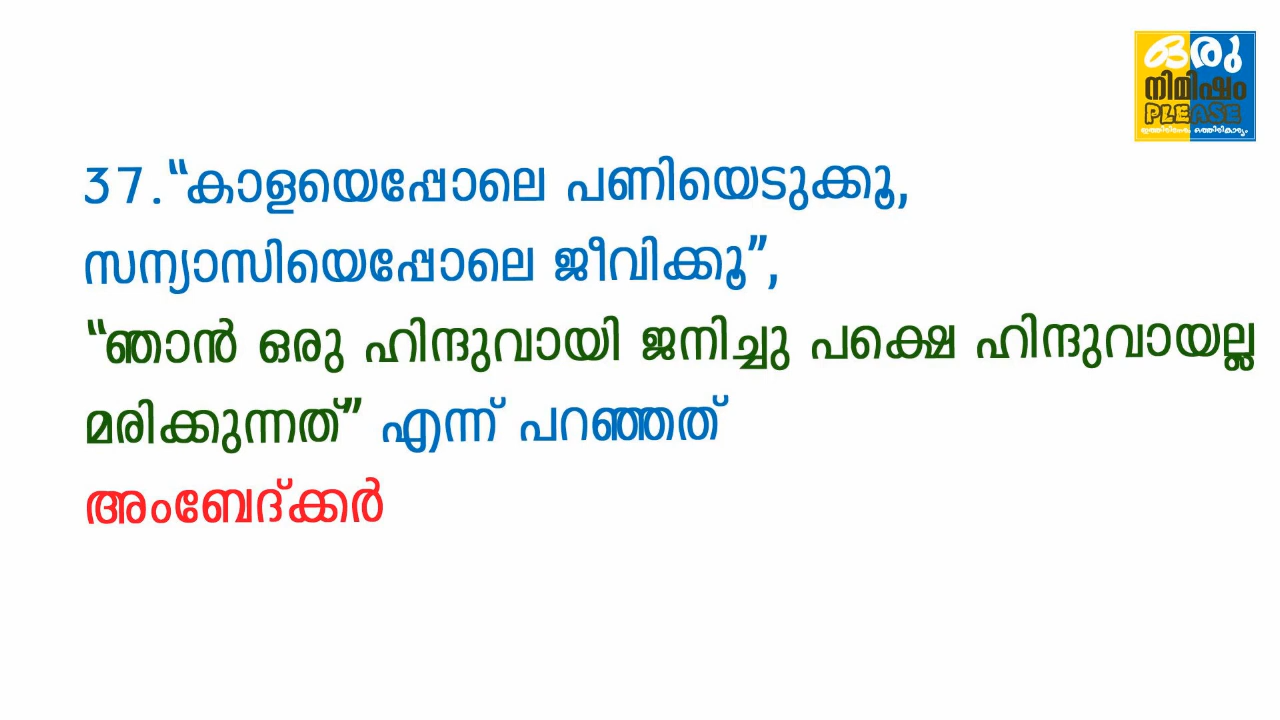 ഒരു
നിമിഷം
PLEASE
37.“കാളയെപ്പോലെ പണിയെടുക്കൂ,
സന്യാസിയെപ്പോലെ ജീവിക്കൂ”,
“ഞാൻ ഒരു ഹിന്ദുവായി ജനിച്ചു പക്ഷെ ഹിന്ദുവായല്ല
മരിക്കുന്നത്” എന്ന് പറഞ്ഞത്
അംബേദ്ക്കർ